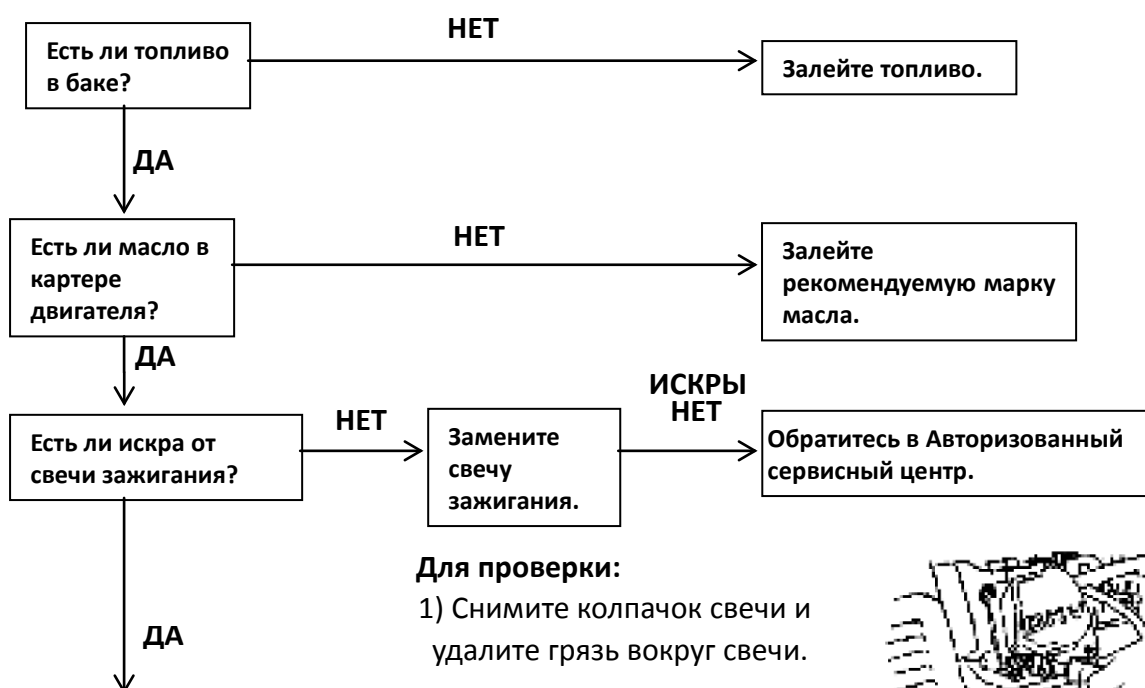 НЕТ
Есть ли топливо
в баке?
Залейте топливо.
ДА
Есть ли масло в
картере
двигателя?
НЕТ
Залейте
рекомендуемую марку
масла.
ДА
Есть ли искра от
свечи зажигания?
НЕТ
Замените
свечу
зажигания.
ИСКРЫ
НЕТ
Обратитесь в Авторизованный
сервисный центр.
Для проверки:
1) Снимите колпачок свечи и
удалите грязь вокруг свечи.
ДА